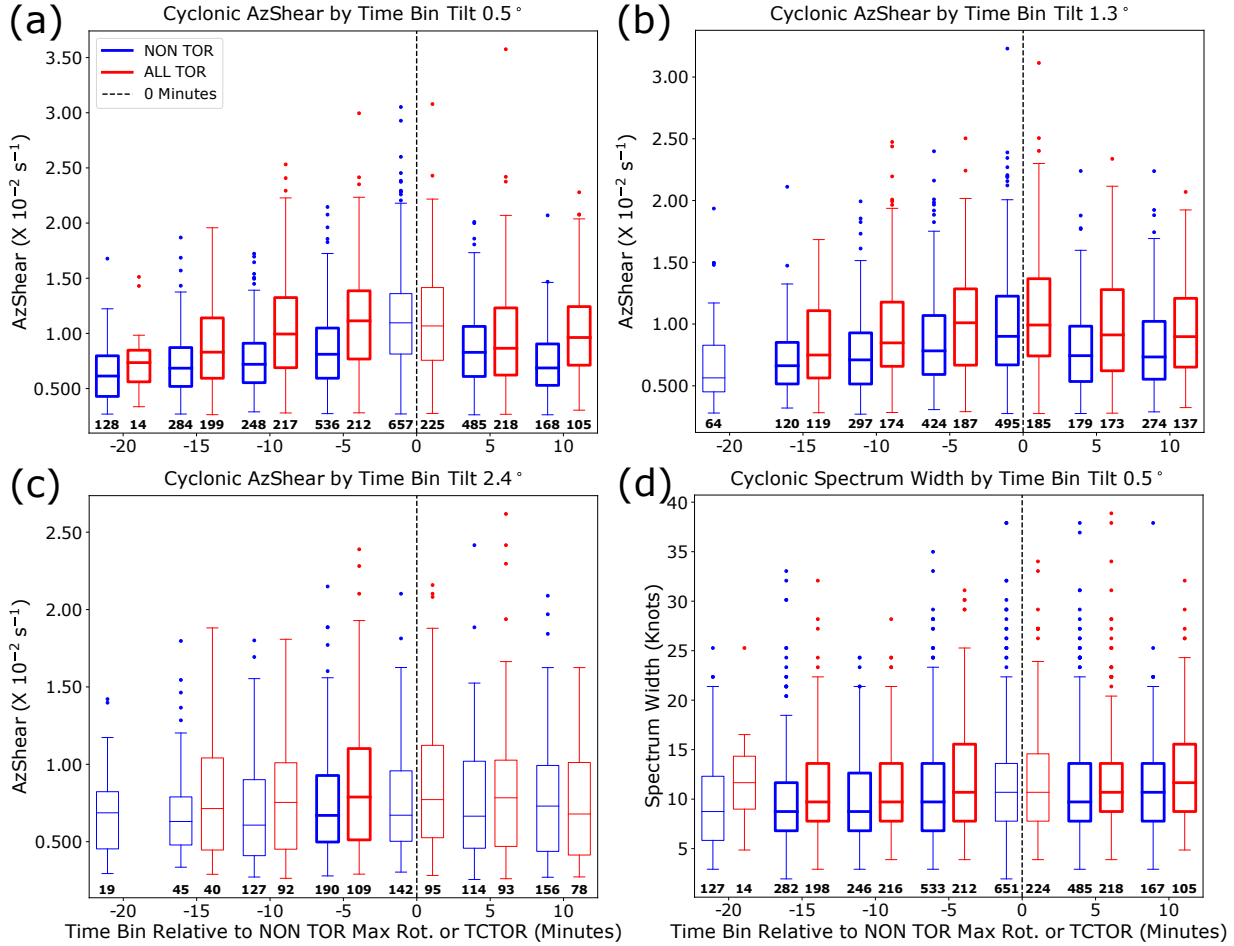 (a)
Cyclonic AzShear by Time Bin Tilt 0.5°
NON TOR
ALL TOR
0 Minutes
AzShear (X 10⁻² s⁻¹)
3.50
3.00
2.50
2.00
1.50
1.00
0.500
128 14 284 199 248 217 536 212 657 225 485 218 168 105
-20 -15 -10 -5 0 5 10
(b)
Cyclonic AzShear by Time Bin Tilt 1.3°
AzShear (X 10⁻² s⁻¹)
3.00
2.50
2.00
1.50
1.00
0.500
64 120 119 297 174 424 187 495 185 179 173 274 137
-20 -15 -10 -5 0 5 10
(c)
Cyclonic AzShear by Time Bin Tilt 2.4°
AzShear (X 10⁻² s⁻¹)
2.50
2.00
1.50
1.00
0.500
19 45 40 127 92 190 109 142 95 114 93 156 78
-20 -15 -10 -5 0 5 10
Time Bin Relative to NON TOR Max Rot. or TCTOR (Minutes)
(d)
Cyclonic Spectrum Width by Time Bin Tilt 0.5°
Spectrum Width (Knots)
40
35
30
25
20
15
10
5
127 14 282 198 246 216 533 212 651 224 485 218 167 105
-20 -15 -10 -5 0 5 10
Time Bin Relative to NON TOR Max Rot. or TCTOR (Minutes)